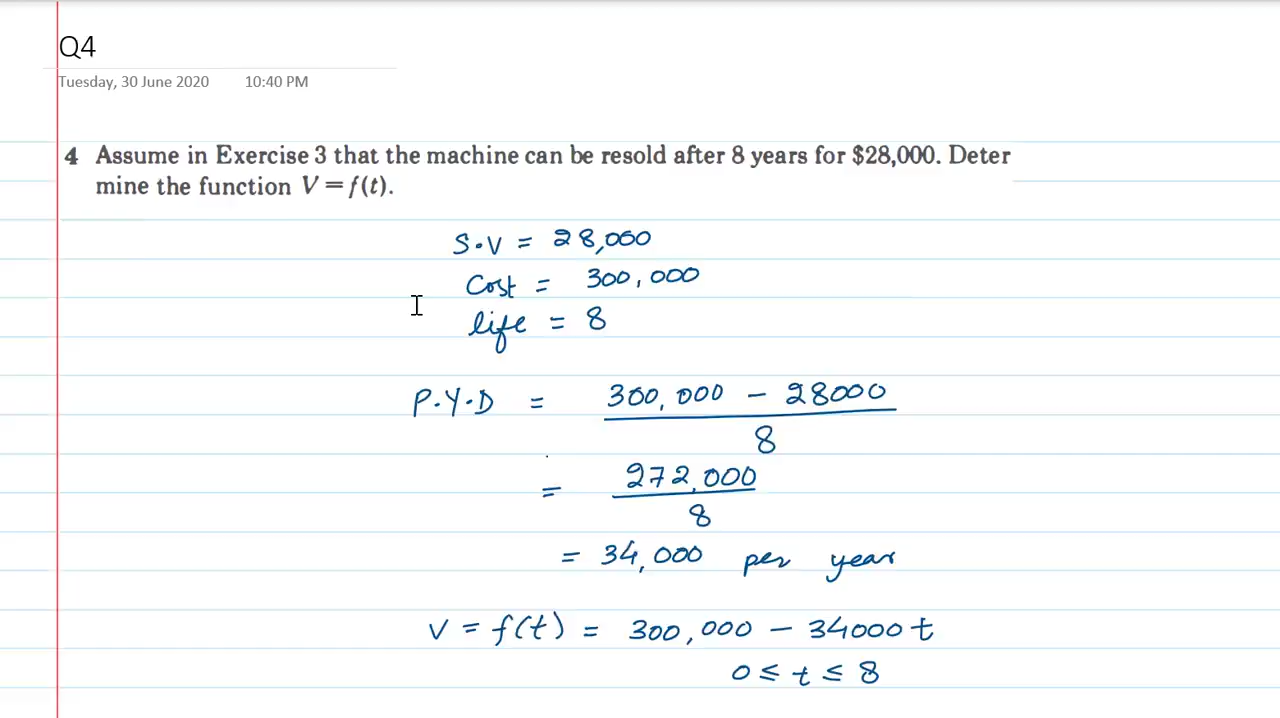 Q4
Tuesday, 30 June 2020 10:40 PM
4 Assume in Exercise 3 that the machine can be resold after 8 years for $28,000. Deter
mine the function V = f(t).
S.V = 28,000
Cost = 300,000
life = 8
P.Y.D = 300,000 - 28000
8
= 272,000
8
= 34,000 per year
V = f(t) = 300,000 - 34000t
0 ≤ t ≤ 8